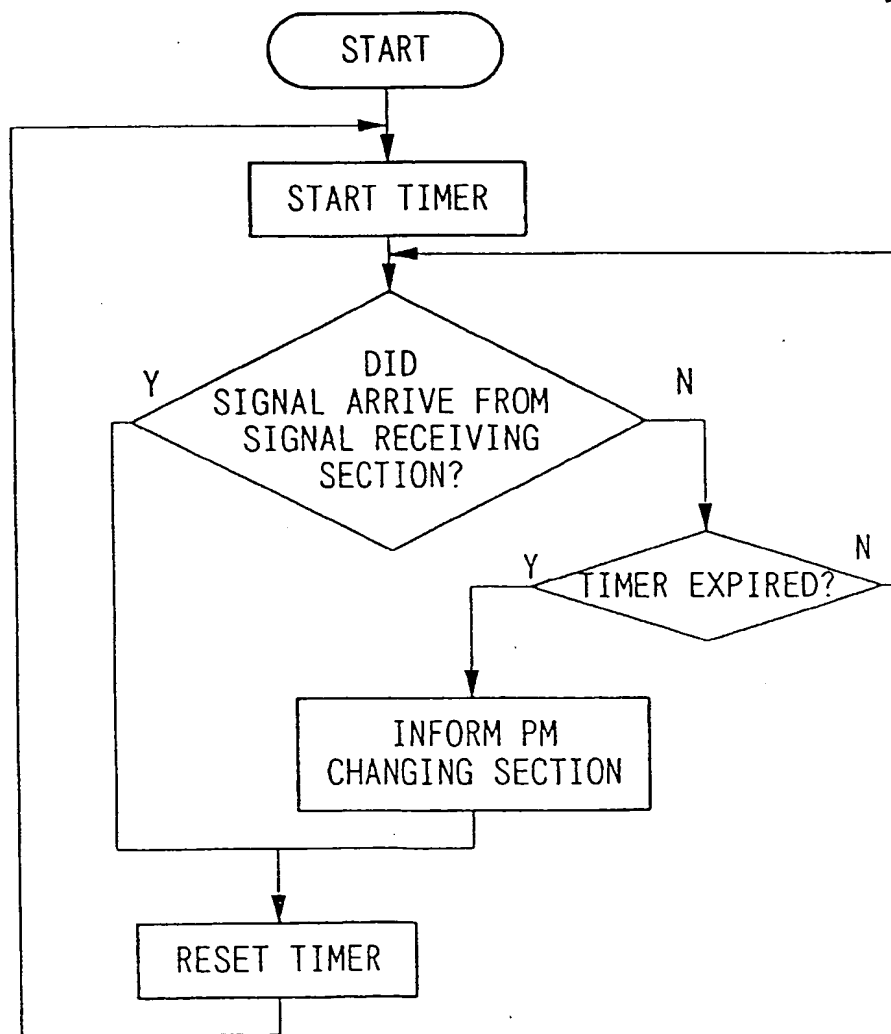 START
START TIMER
DID
SIGNAL ARRIVE FROM
SIGNAL RECEIVING
SECTION?
Y
N
TIMER EXPIRED?
Y
N
INFORM PM
CHANGING SECTION
RESET TIMER